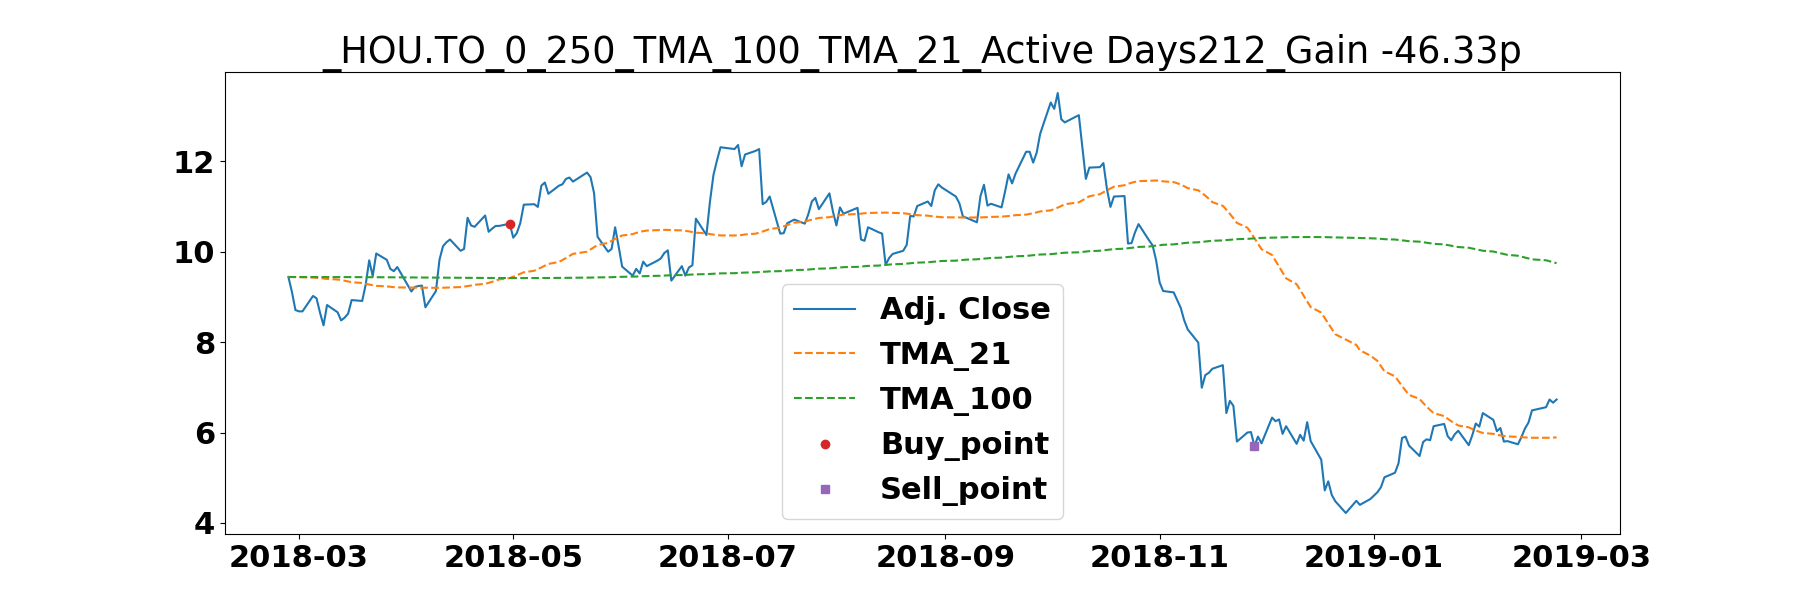 _HOU.TO_0_250_TMA_100_TMA_21_Active Days212_Gain -46.33p
12
10
8
6
4
Adj. Close
TMA_21
TMA_100
Buy_point
Sell_point
2018-03 2018-05 2018-07 2018-09 2018-11 2019-01 2019-03